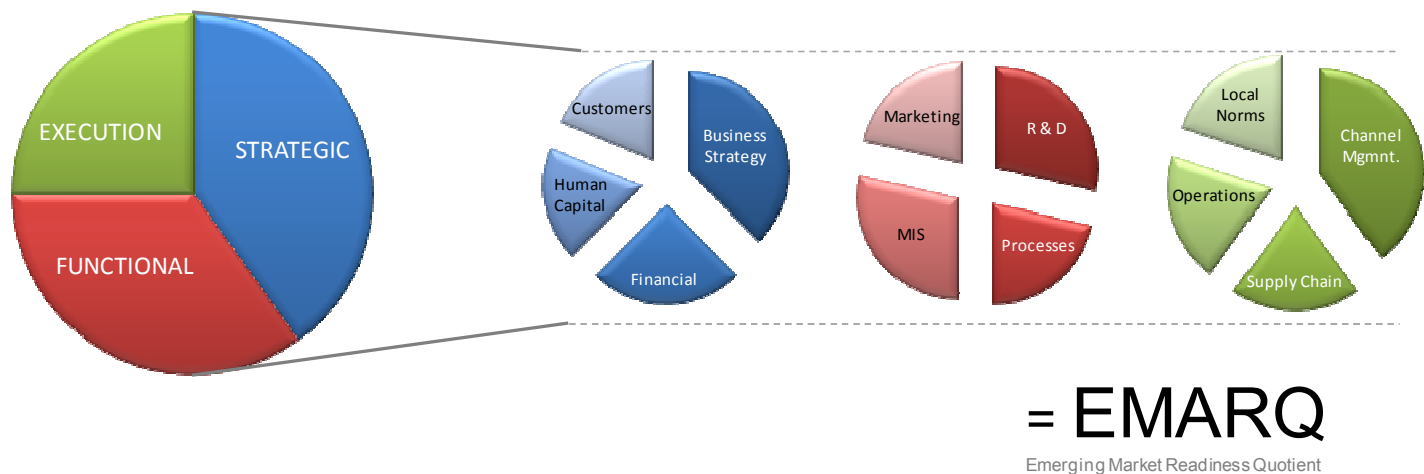 EXECUTION
STRATEGIC
FUNCTIONAL
Customers
Business
Strategy
Human
Capital
Financial
Marketing
R & D
MIS
Processes
Local
Norms
Channel
Mgmnt.
Operations
Supply Chain
= EMARQ
Emerging Market Readiness Quotient